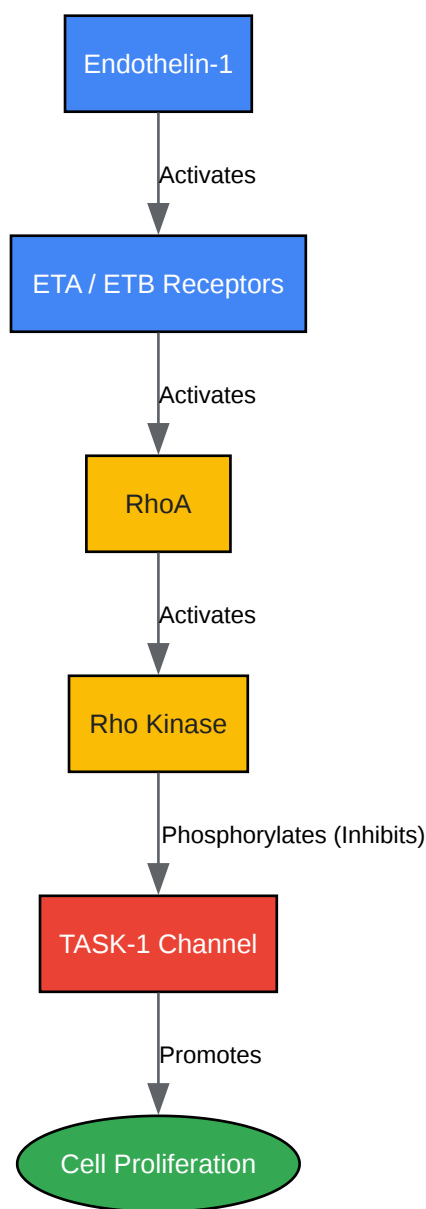 Endothelin-1
Activates
ETA / ETB Receptors
Activates
RhoA
Activates
Rho Kinase
Phosphorylates (Inhibits)
TASK-1 Channel
Promotes
Cell Proliferation